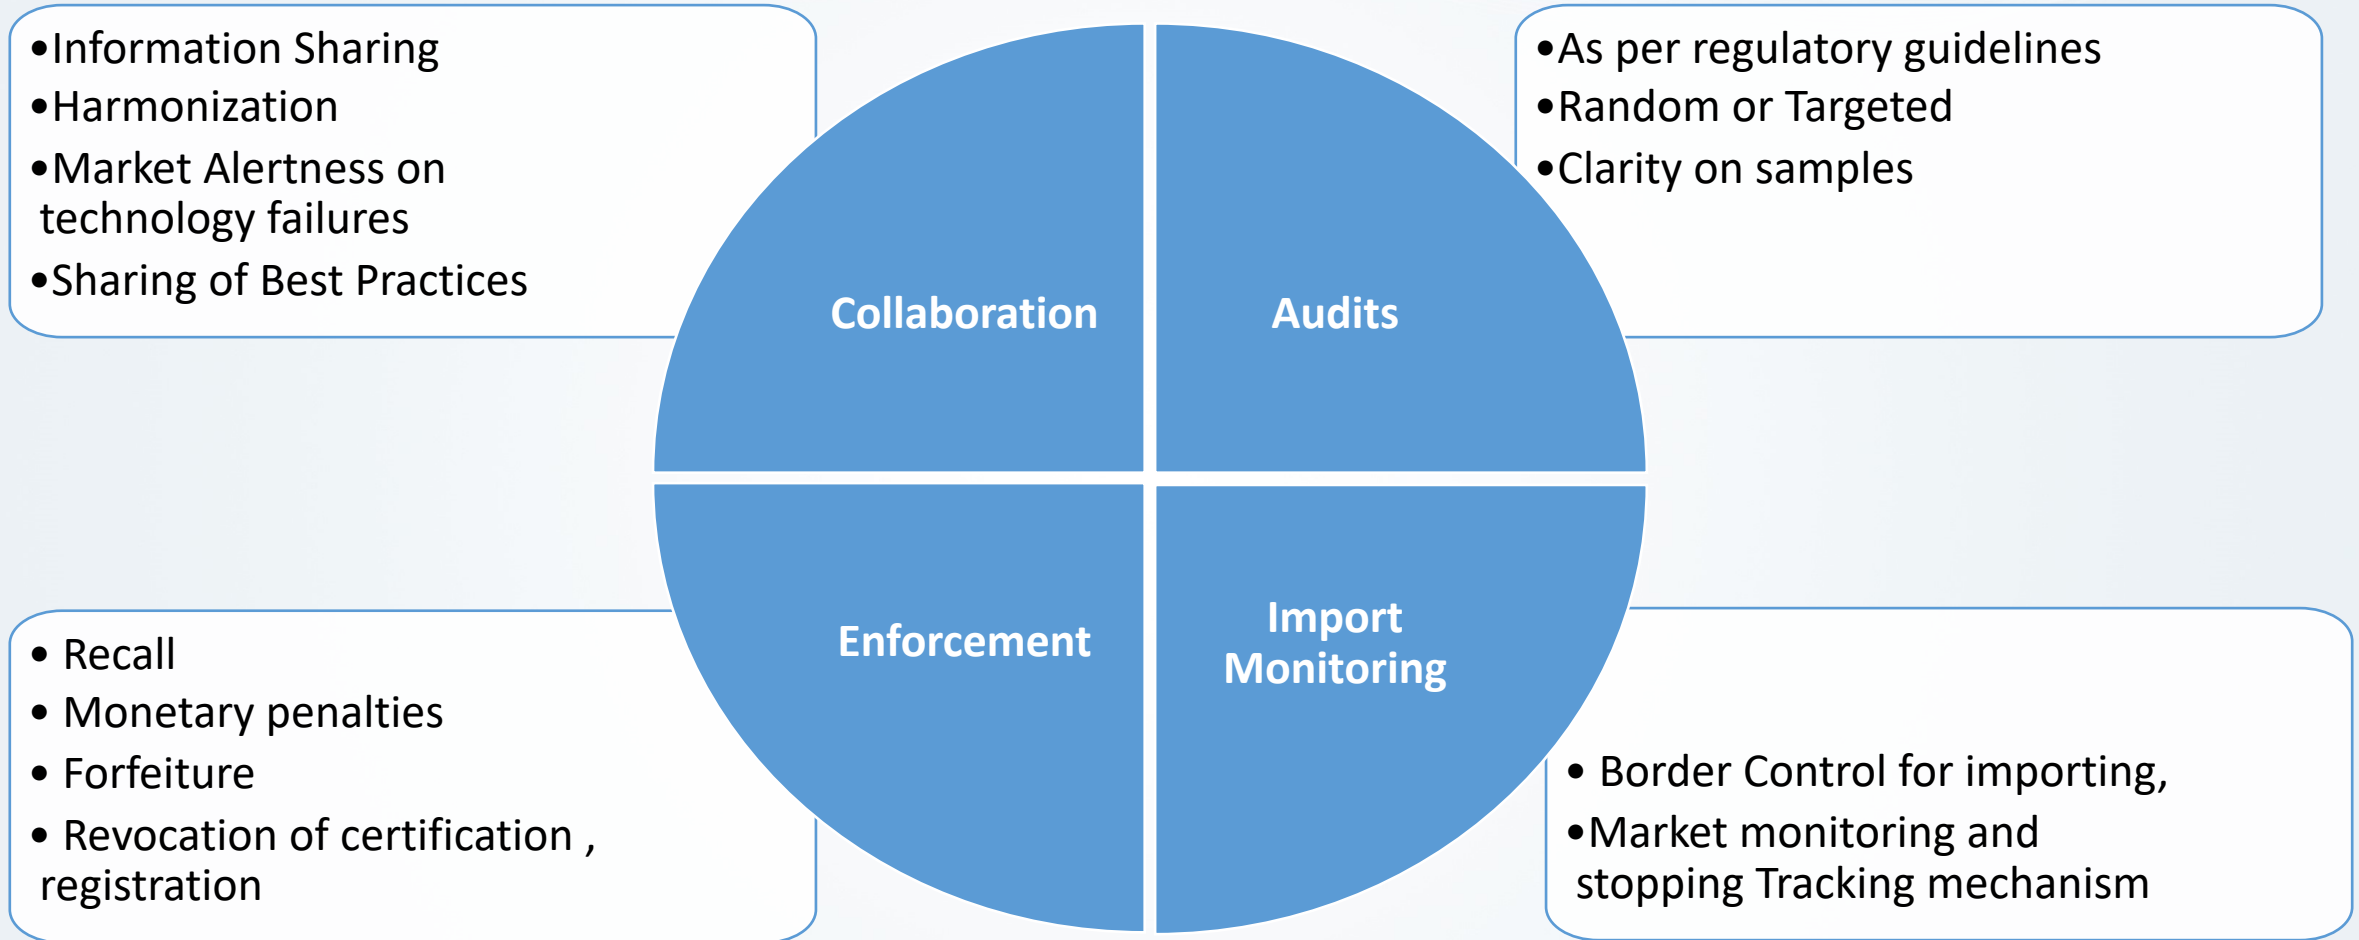 •Information Sharing
•Harmonization
•Market Alertness on
technology failures
•Sharing of Best Practices
•As per regulatory guidelines
•Random or Targeted
•Clarity on samples
Collaboration
Audits
Enforcement
Import
Monitoring
• Recall
• Monetary penalties
• Forfeiture
• Revocation of certification ,
registration
• Border Control for importing,
•Market monitoring and
stopping Tracking mechanism